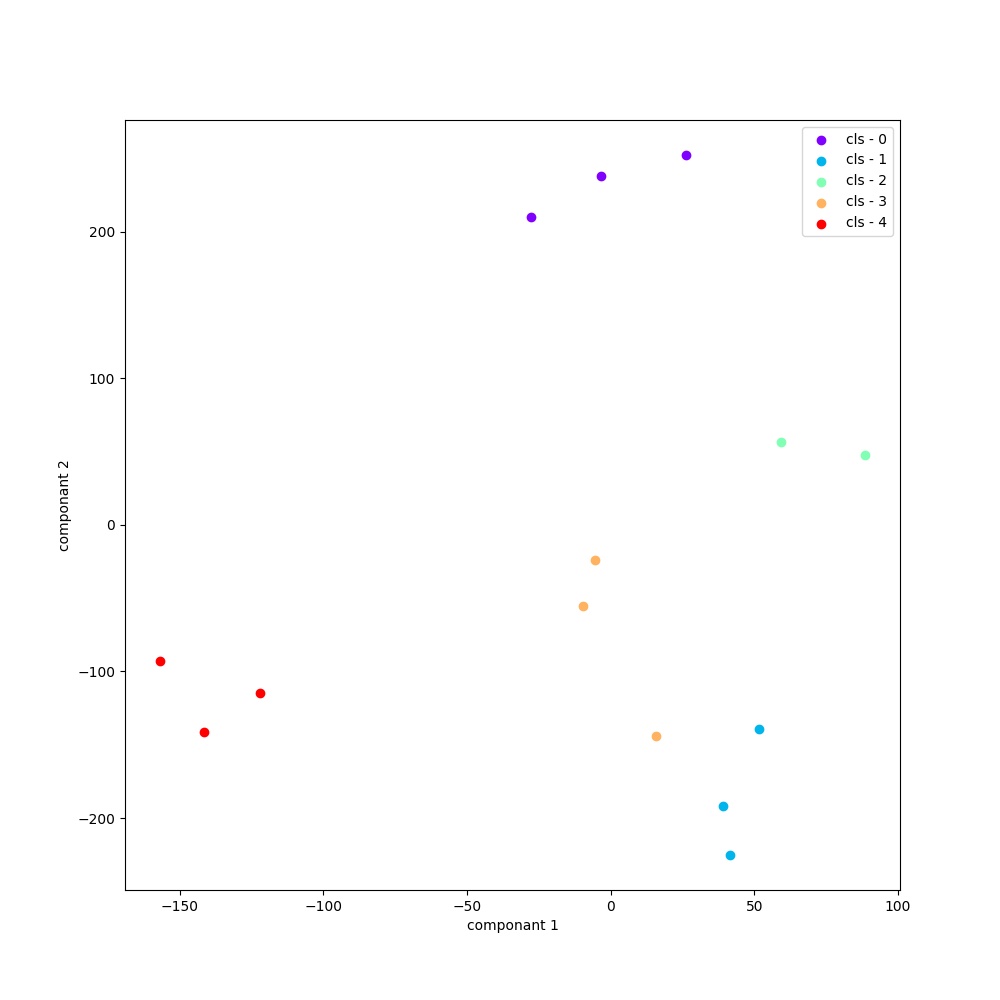 cls - 0
cls - 1
cls - 2
cls - 3
cls - 4
200
100
0
−100
−200
componant 2
−150
−100
−50
0
50
100
componant 1